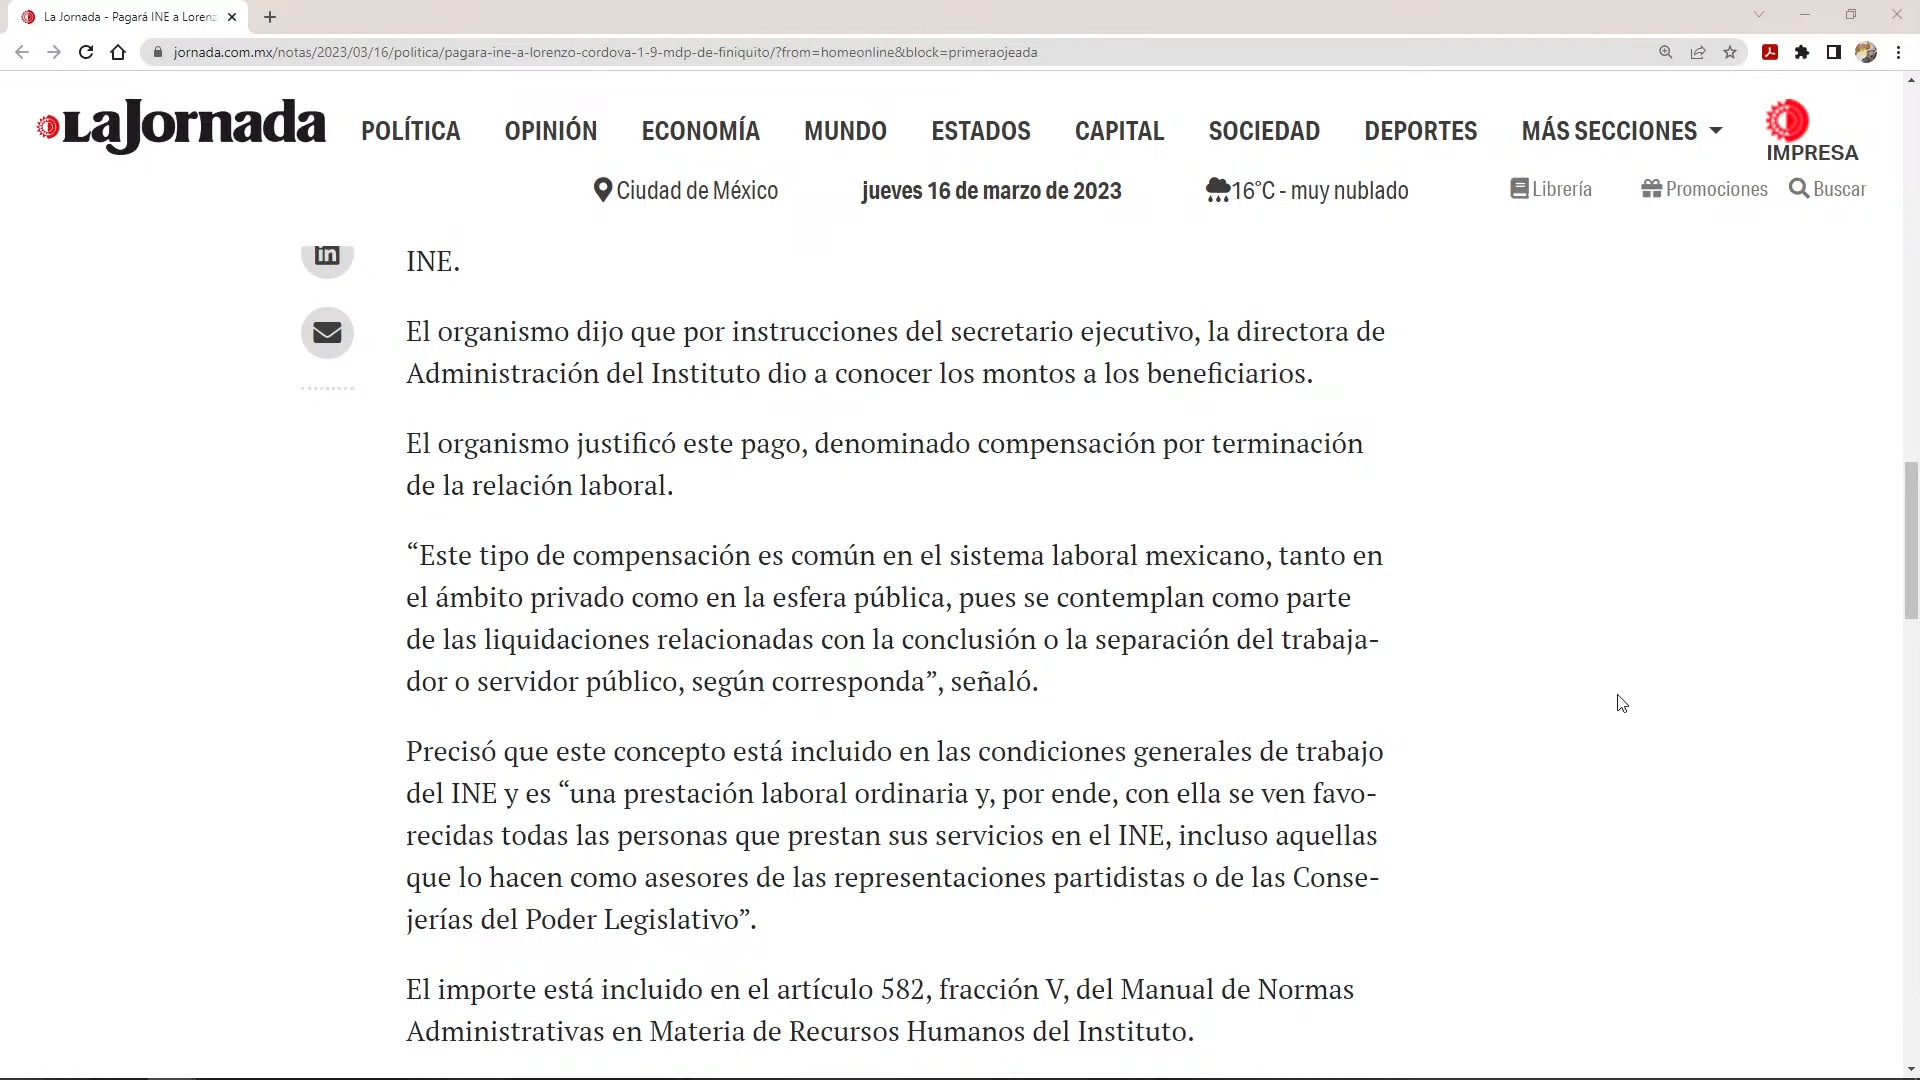 La Jornada - Pagará INE a Lorenz
jornada.com.mx/notas/2023/03/16/politica/pagara-ine-a-lorenzo-cordova-1-9-mdp-de-finiquito/?from=homeonline&block=primeraojeada
LaJornada
POLÍTICA OPINIÓN ECONOMÍA MUNDO ESTADOS CAPITAL SOCIEDAD DEPORTES MÁS SECCIONES
IMPRESA
Ciudad de México jueves 16 de marzo de 2023 16°C - muy nublado Librería Promociones Buscar
in
INE.
El organismo dijo que por instrucciones del secretario ejecutivo, la directora de
Administración del Instituto dio a conocer los montos a los beneficiarios.
El organismo justificó este pago, denominado compensación por terminación
de la relación laboral.
“Este tipo de compensación es común en el sistema laboral mexicano, tanto en
el ámbito privado como en la esfera pública, pues se contemplan como parte
de las liquidaciones relacionadas con la conclusión o la separación del trabaja-
dor o servidor público, según corresponda”, señaló.
Precisó que este concepto está incluido en las condiciones generales de trabajo
del INE y es “una prestación laboral ordinaria y, por ende, con ella se ven favo-
recidas todas las personas que prestan sus servicios en el INE, incluso aquellas
que lo hacen como asesores de las representaciones partidistas o de las Conse-
jerías del Poder Legislativo”.
El importe está incluido en el artículo 582, fracción V, del Manual de Normas
Administrativas en Materia de Recursos Humanos del Instituto.